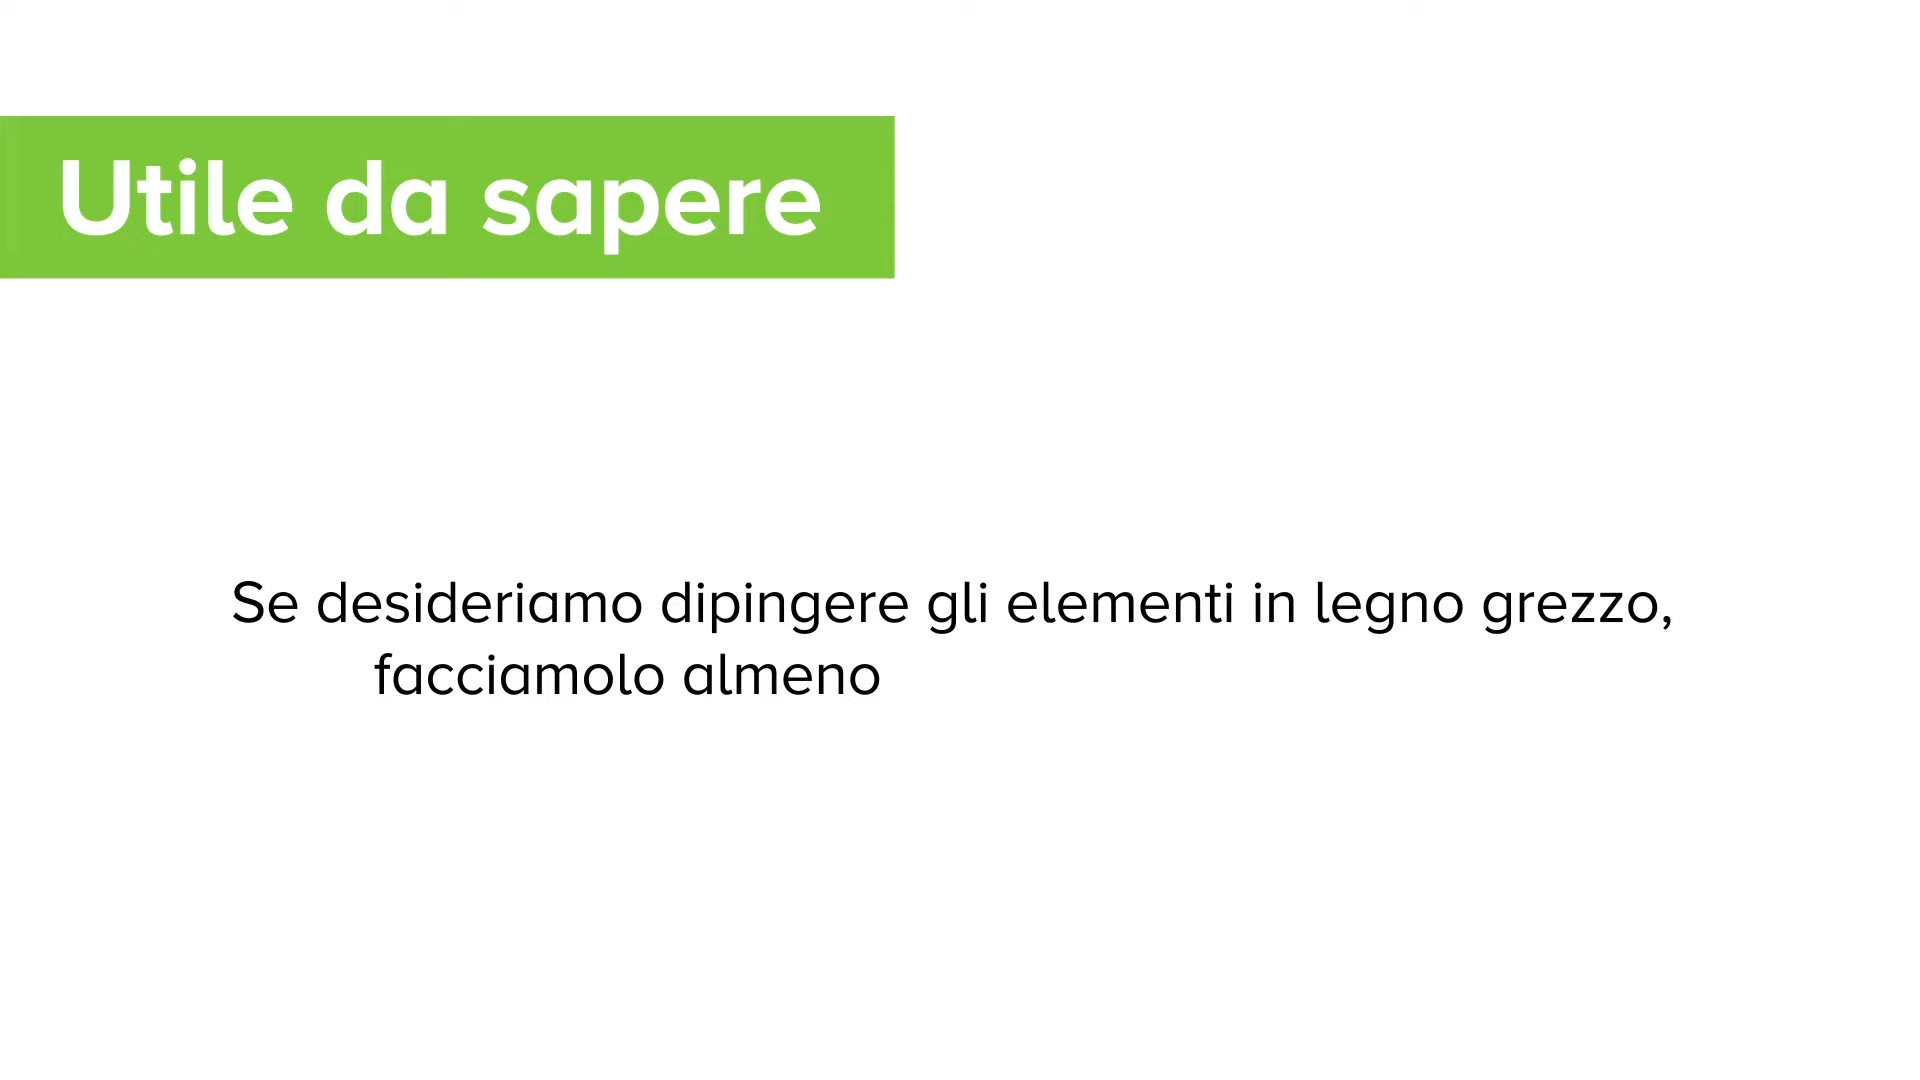 Utile da sapere
Se desideriamo dipingere gli elementi in legno grezzo,
facciamolo almeno